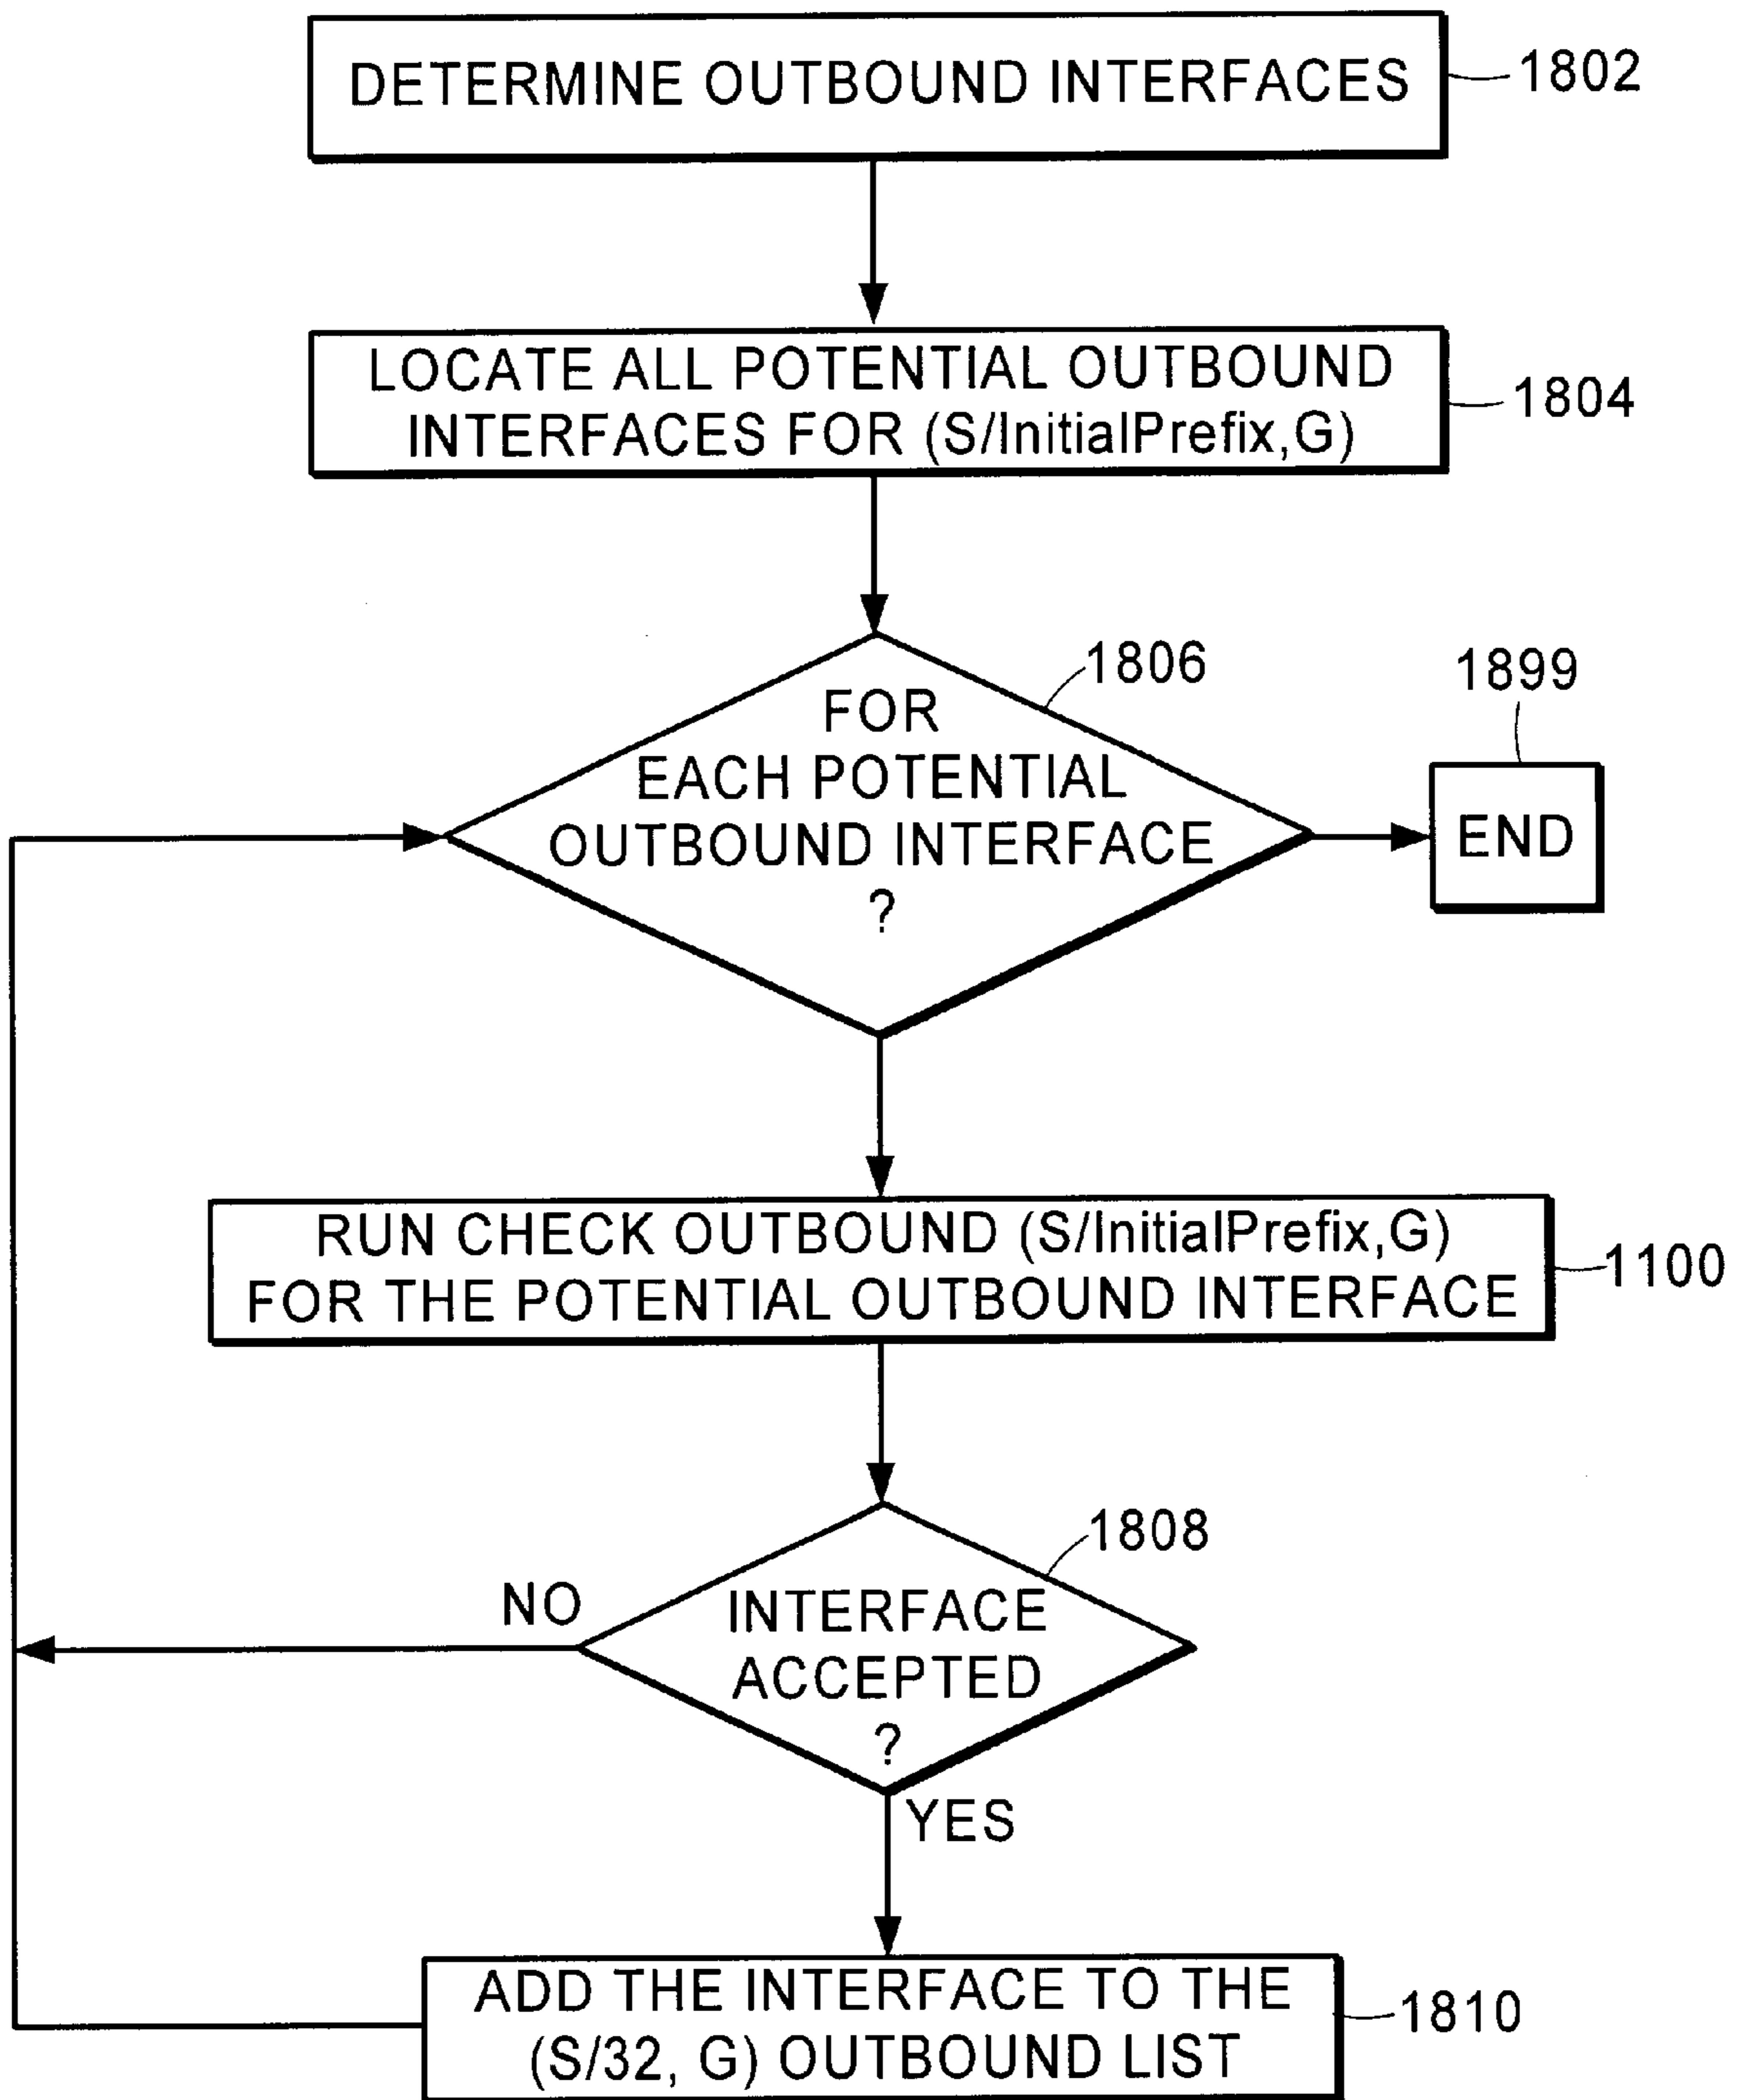 DETERMINE OUTBOUND INTERFACES
1802
LOCATE ALL POTENTIAL OUTBOUND
INTERFACES FOR (S/InitialPrefix,G)
1804
FOR
EACH POTENTIAL
OUTBOUND INTERFACE
?
1806
1899
END
RUN CHECK OUTBOUND (S/InitialPrefix,G)
FOR THE POTENTIAL OUTBOUND INTERFACE
1100
1808
NO
INTERFACE
ACCEPTED
?
YES
ADD THE INTERFACE TO THE
(S/32, G) OUTBOUND LIST
1810